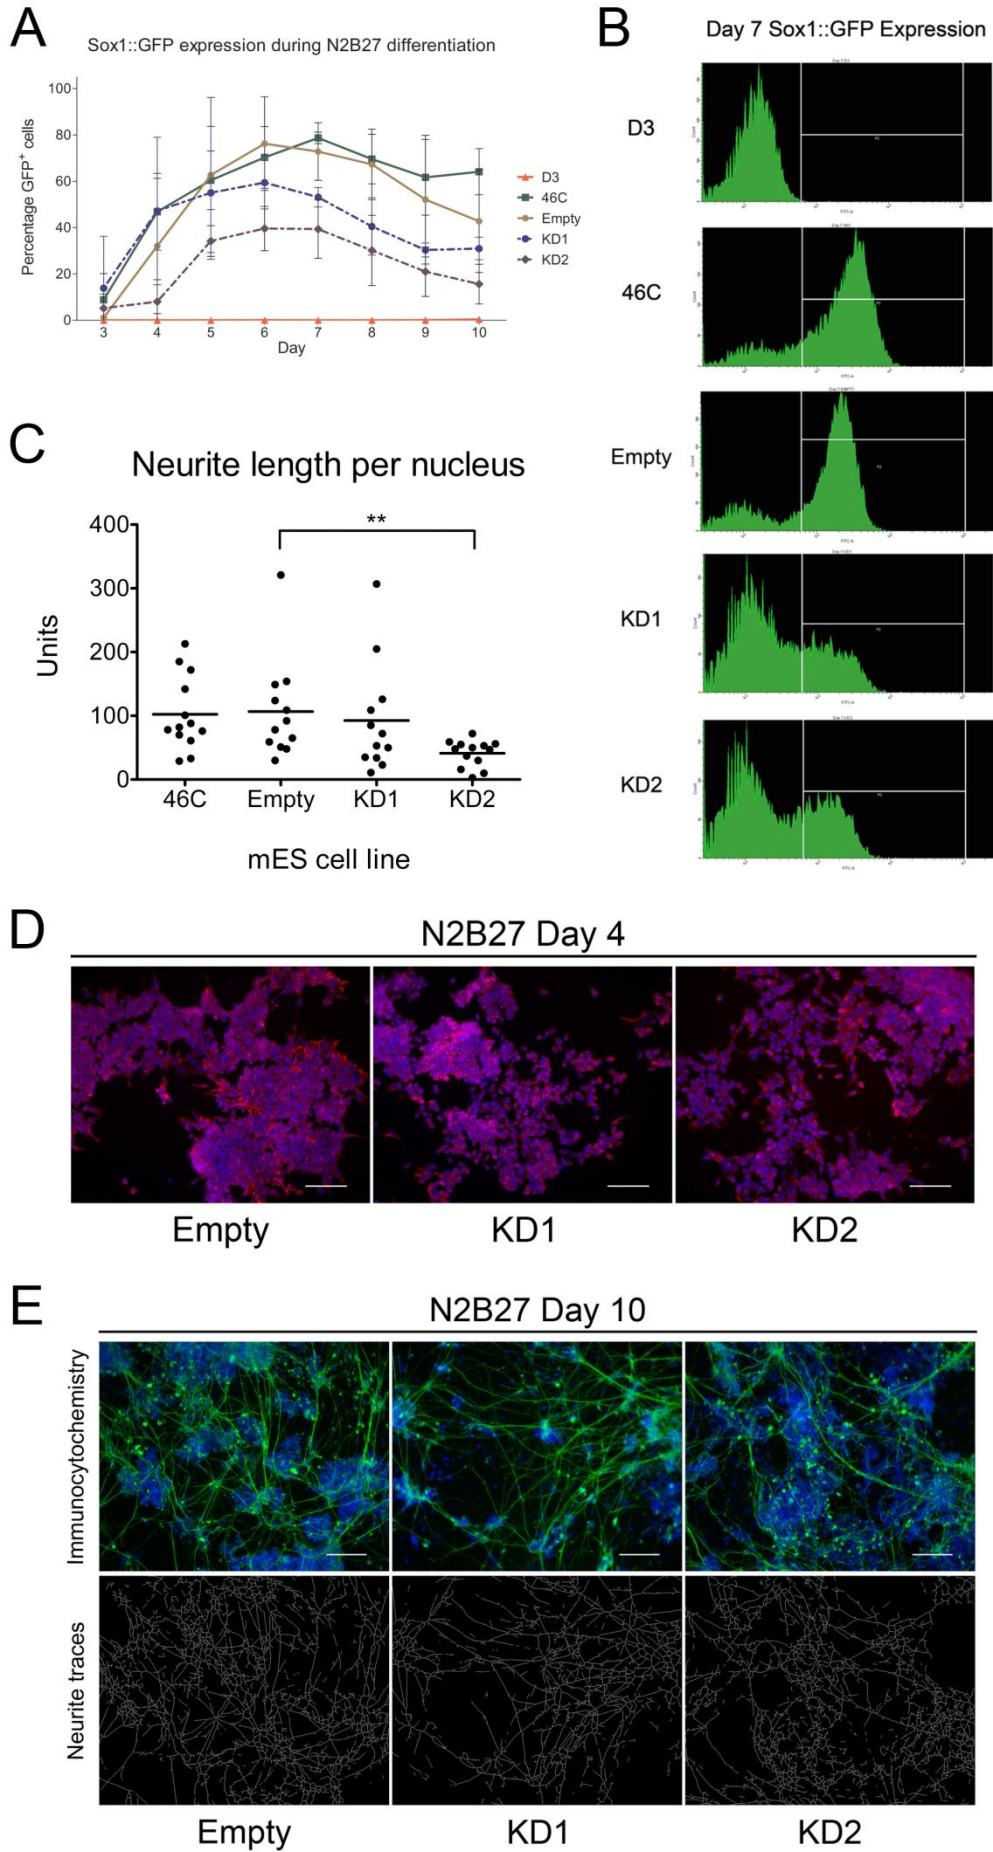 A
Sox1::GFP expression during N2B27 differentiation
Percentage GFP⁺ cells
100
80
60
40
20
0
3 4 5 6 7 8 9 10
Day
D3
46C
Empty
KD1
KD2
B
Day 7 Sox1::GFP Expression
D3
46C
Empty
KD1
KD2
Count
FITC-A
C
Neurite length per nucleus
**
Units
400
300
200
100
0
46C Empty KD1 KD2
mES cell line
D
N2B27 Day 4
Empty KD1 KD2
E
N2B27 Day 10
Immunocytochemistry
Neurite traces
Empty KD1 KD2